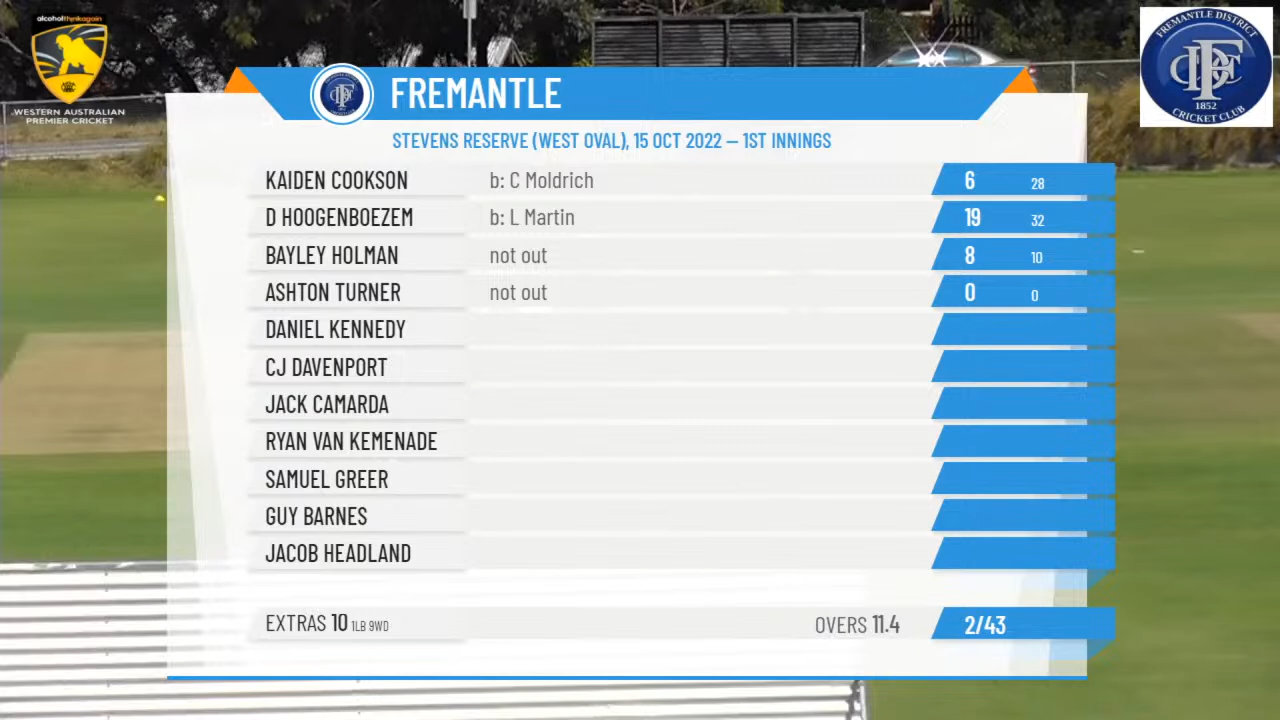 alcoholthinkagain
WESTERN AUSTRALIAN
PREMIER CRICKET
FREMANTLE DISTRICT
1852
CRICKET CLUB
FREMANTLE
STEVENS RESERVE (WEST OVAL), 15 OCT 2022 – 1ST INNINGS
KAIDEN COOKSON b: C Moldrich 6 28
D HOOGENBOEZEM b: L Martin 19 32
BAYLEY HOLMAN not out 8 10
ASHTON TURNER not out 0 0
DANIEL KENNEDY
CJ DAVENPORT
JACK CAMARDA
RYAN VAN KEMENADE
SAMUEL GREER
GUY BARNES
JACOB HEADLAND
EXTRAS 10 1LB 9WD OVERS 11.4 2/43